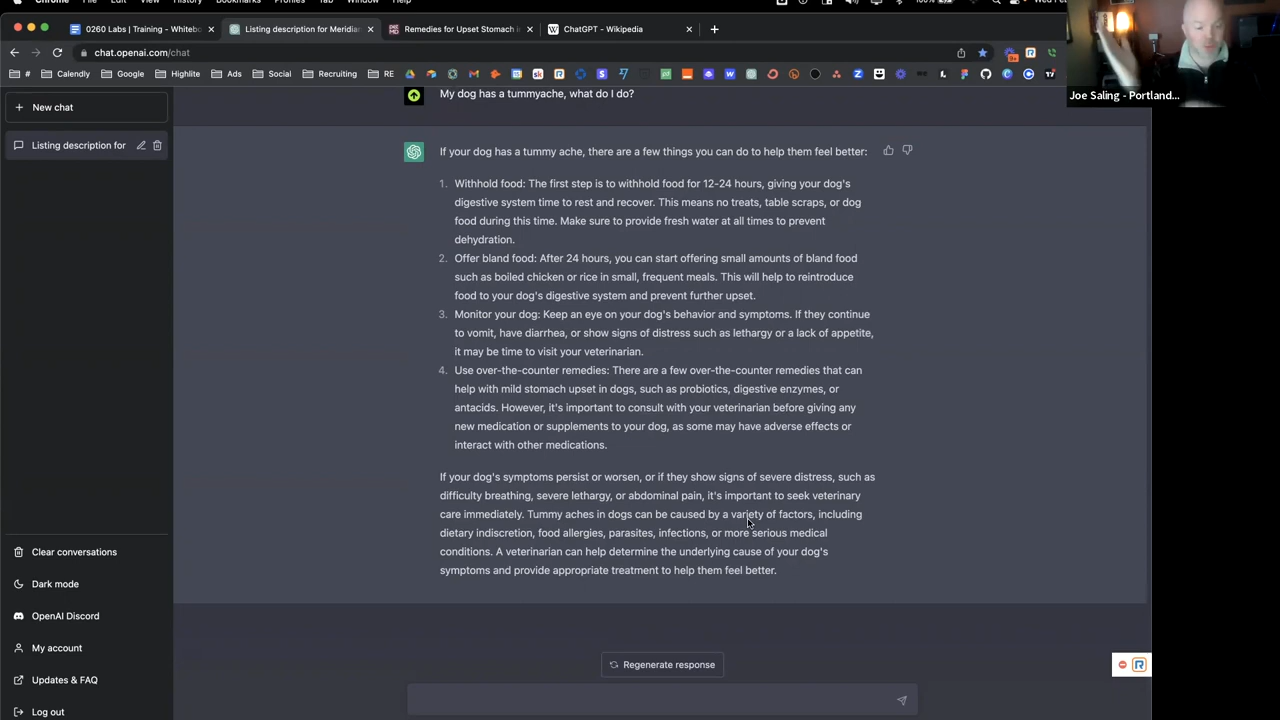 Chrome File Edit View History Bookmarks Profiles Tab Window Help
0260 Labs | Training - Whiteb
Listing description for Meridia
Remedies for Upset Stomach i
ChatGPT - Wikipedia
chat.openai.com/chat
# Calendly Google Highlite Ads Social Recruiting RE
Joe Saling - Portland...
New chat
Listing description for
My dog has a tummyache, what do I do?
If your dog has a tummy ache, there are a few things you can do to help them feel better:
1. Withhold food: The first step is to withhold food for 12-24 hours, giving your dog's
digestive system time to rest and recover. This means no treats, table scraps, or dog
food during this time. Make sure to provide fresh water at all times to prevent
dehydration.
2. Offer bland food: After 24 hours, you can start offering small amounts of bland food
such as boiled chicken or rice in small, frequent meals. This will help to reintroduce
food to your dog's digestive system and prevent further upset.
3. Monitor your dog: Keep an eye on your dog's behavior and symptoms. If they continue
to vomit, have diarrhea, or show signs of distress such as lethargy or a lack of appetite,
it may be time to visit your veterinarian.
4. Use over-the-counter remedies: There are a few over-the-counter remedies that can
help with mild stomach upset in dogs, such as probiotics, digestive enzymes, or
antacids. However, it's important to consult with your veterinarian before giving any
new medication or supplements to your dog, as some may have adverse effects or
interact with other medications.
If your dog's symptoms persist or worsen, or if they show signs of severe distress, such as
difficulty breathing, severe lethargy, or abdominal pain, it's important to seek veterinary
care immediately. Tummy aches in dogs can be caused by a variety of factors, including
dietary indiscretion, food allergies, parasites, infections, or more serious medical
conditions. A veterinarian can help determine the underlying cause of your dog's
symptoms and provide appropriate treatment to help them feel better.
Clear conversations
Dark mode
OpenAI Discord
My account
Updates & FAQ
Log out
Regenerate response